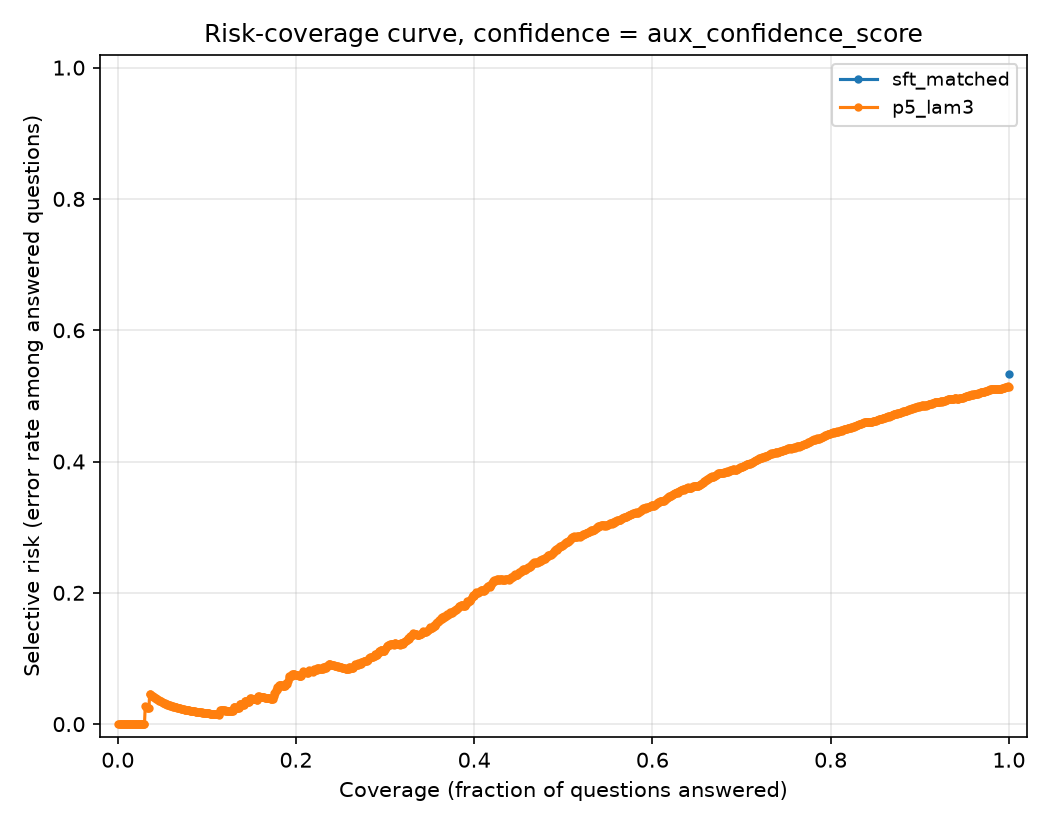 Risk-coverage curve, confidence = aux_confidence_score
Selective risk (error rate among answered questions)
1.0
0.8
0.6
0.4
0.2
0.0
sft_matched
p5_lam3
0.0 0.2 0.4 0.6 0.8 1.0
Coverage (fraction of questions answered)